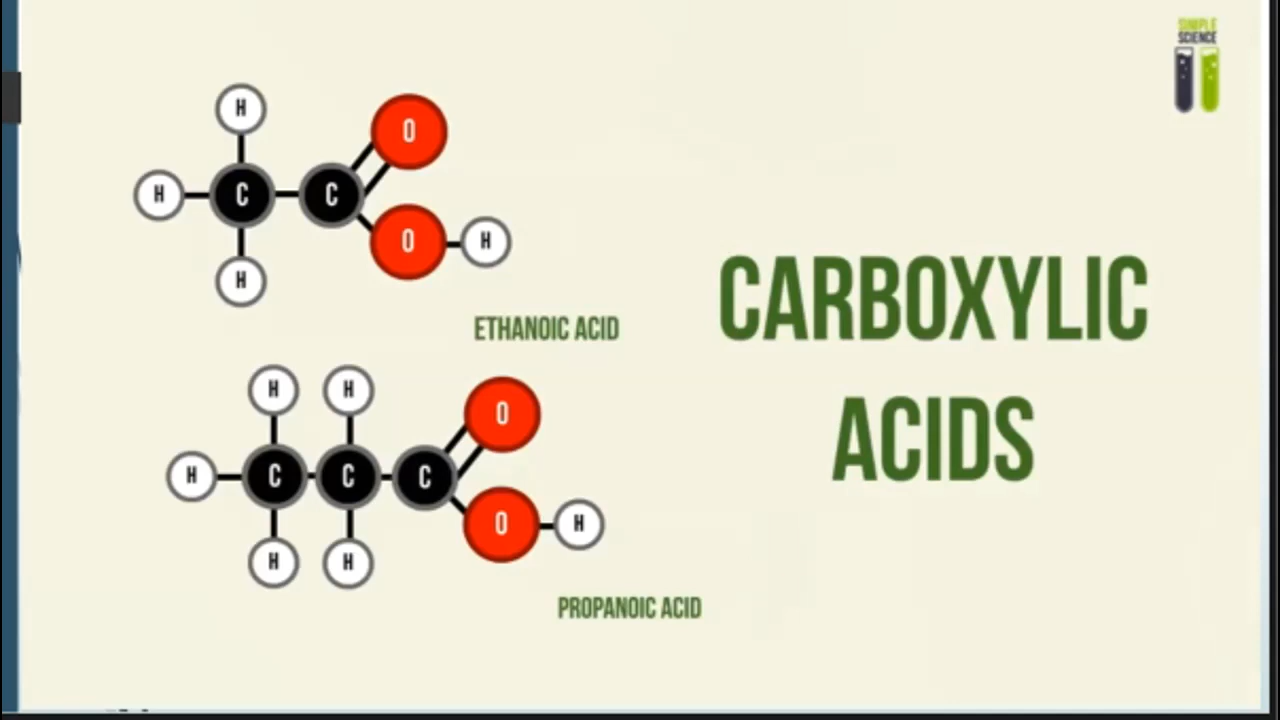 SIMPLE
SCIENCE
H
O
H
C
C
O
H
H
ETHANOIC ACID
CARBOXYLIC
ACIDS
H
H
O
H
C
C
C
O
H
H
H
PROPANOIC ACID